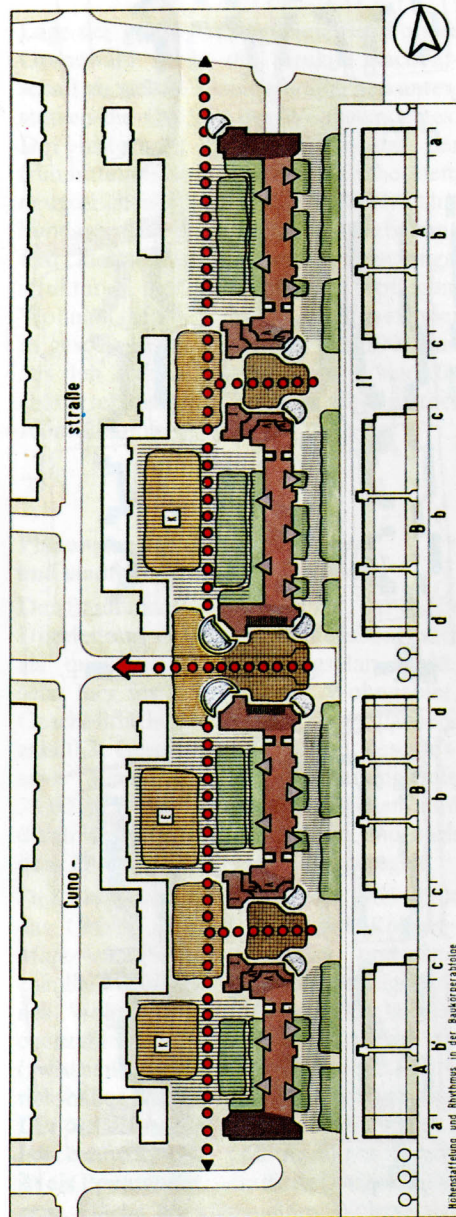 Cuno - straße
K E K
I II
A' B B A
a b' c c' b d d b c' c b a
Höhenstaffelung und Rhythmus in der Baukörperabfolge